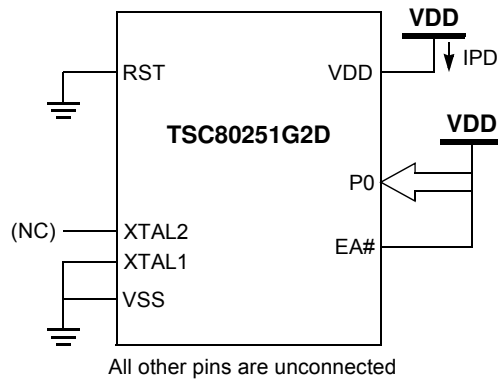 VDD
IPD
RST
VDD
TSC80251G2D
VDD
P0
(NC)
XTAL2
EA#
XTAL1
VSS
All other pins are unconnected